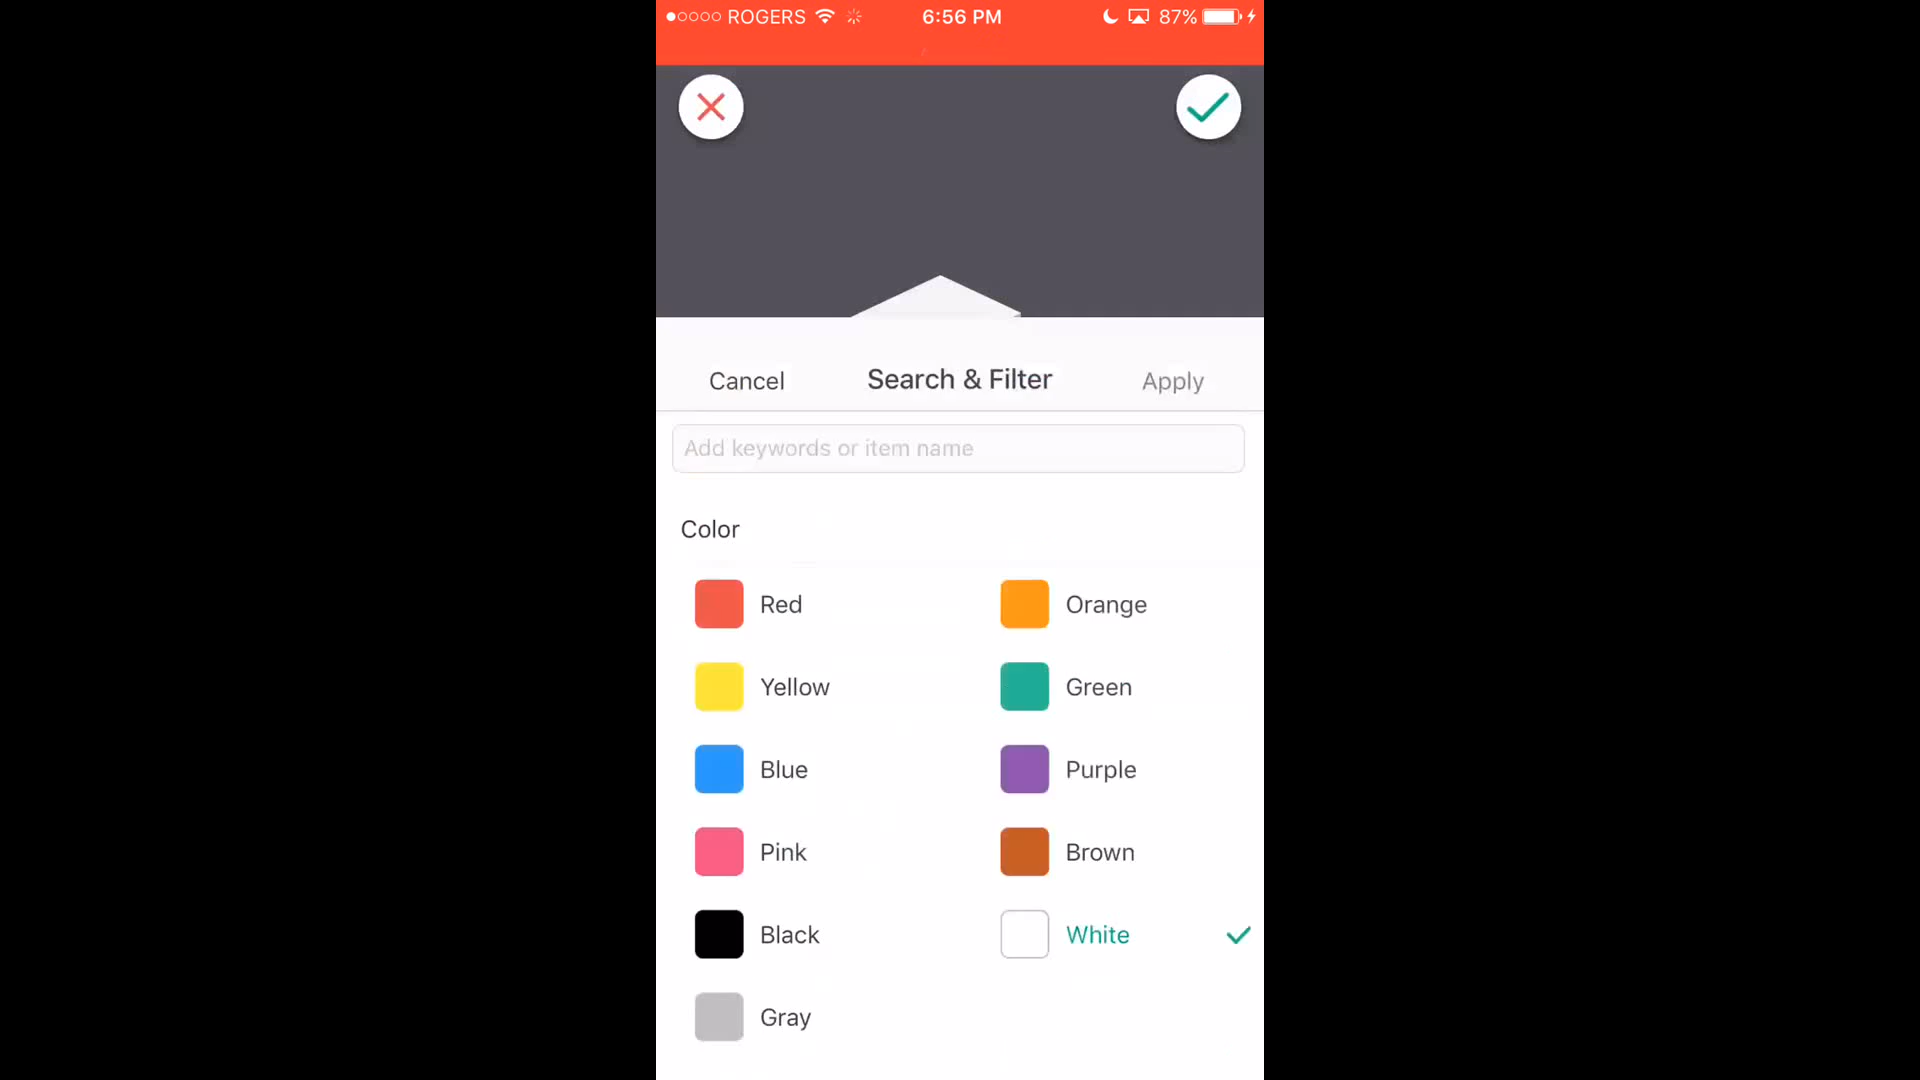 ROGERS 6:56 PM 87%
Cancel Search & Filter Apply
Add keywords or item name
Color
Red Orange
Yellow Green
Blue Purple
Pink Brown
Black White
Gray